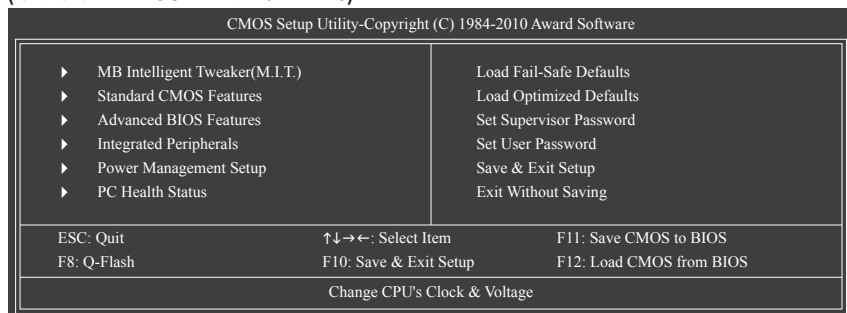 CMOS Setup Utility-Copyright (C) 1984-2010 Award Software
MB Intelligent Tweaker(M.I.T.)
Standard CMOS Features
Advanced BIOS Features
Integrated Peripherals
Power Management Setup
PC Health Status
Load Fail-Safe Defaults
Load Optimized Defaults
Set Supervisor Password
Set User Password
Save & Exit Setup
Exit Without Saving
ESC: Quit ↑↓→←: Select Item F11: Save CMOS to BIOS
F8: Q-Flash F10: Save & Exit Setup F12: Load CMOS from BIOS
Change CPU's Clock & Voltage